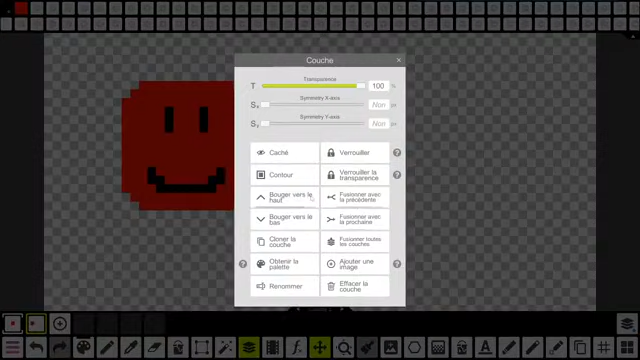 Couche
×
Transparence
T 100 %
Symmetry X-axis
Sx Non px
Symmetry Y-axis
Sy Non px
Caché
Verrouiller ?
Contour
Verrouiller la
transparence ?
Bouger vers le
haut
Fusionner avec
la précédente
Bouger vers le
bas
Fusionner avec
la prochaine
Cloner la
couche
Fusionner toutes
les couches
? Obtenir la
palette
Ajouter une
image ?
Renommer
Effacer la
couche